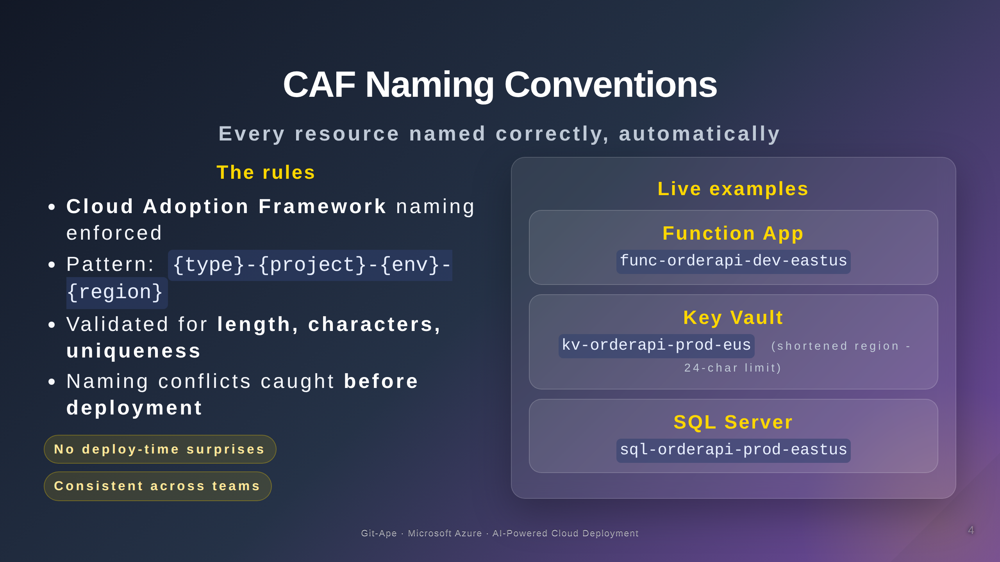 CAF Naming Conventions
Every resource named correctly, automatically
The rules
• Cloud Adoption Framework naming
enforced
• Pattern: {type}-{project}-{env}-
{region}
• Validated for length, characters,
uniqueness
• Naming conflicts caught before
deployment
No deploy-time surprises
Consistent across teams
Live examples
Function App
func-orderapi-dev-eastus
Key Vault
kv-orderapi-prod-eus (shortened region -
24-char limit)
SQL Server
sql-orderapi-prod-eastus
Git-Ape · Microsoft Azure · AI-Powered Cloud Deployment
4